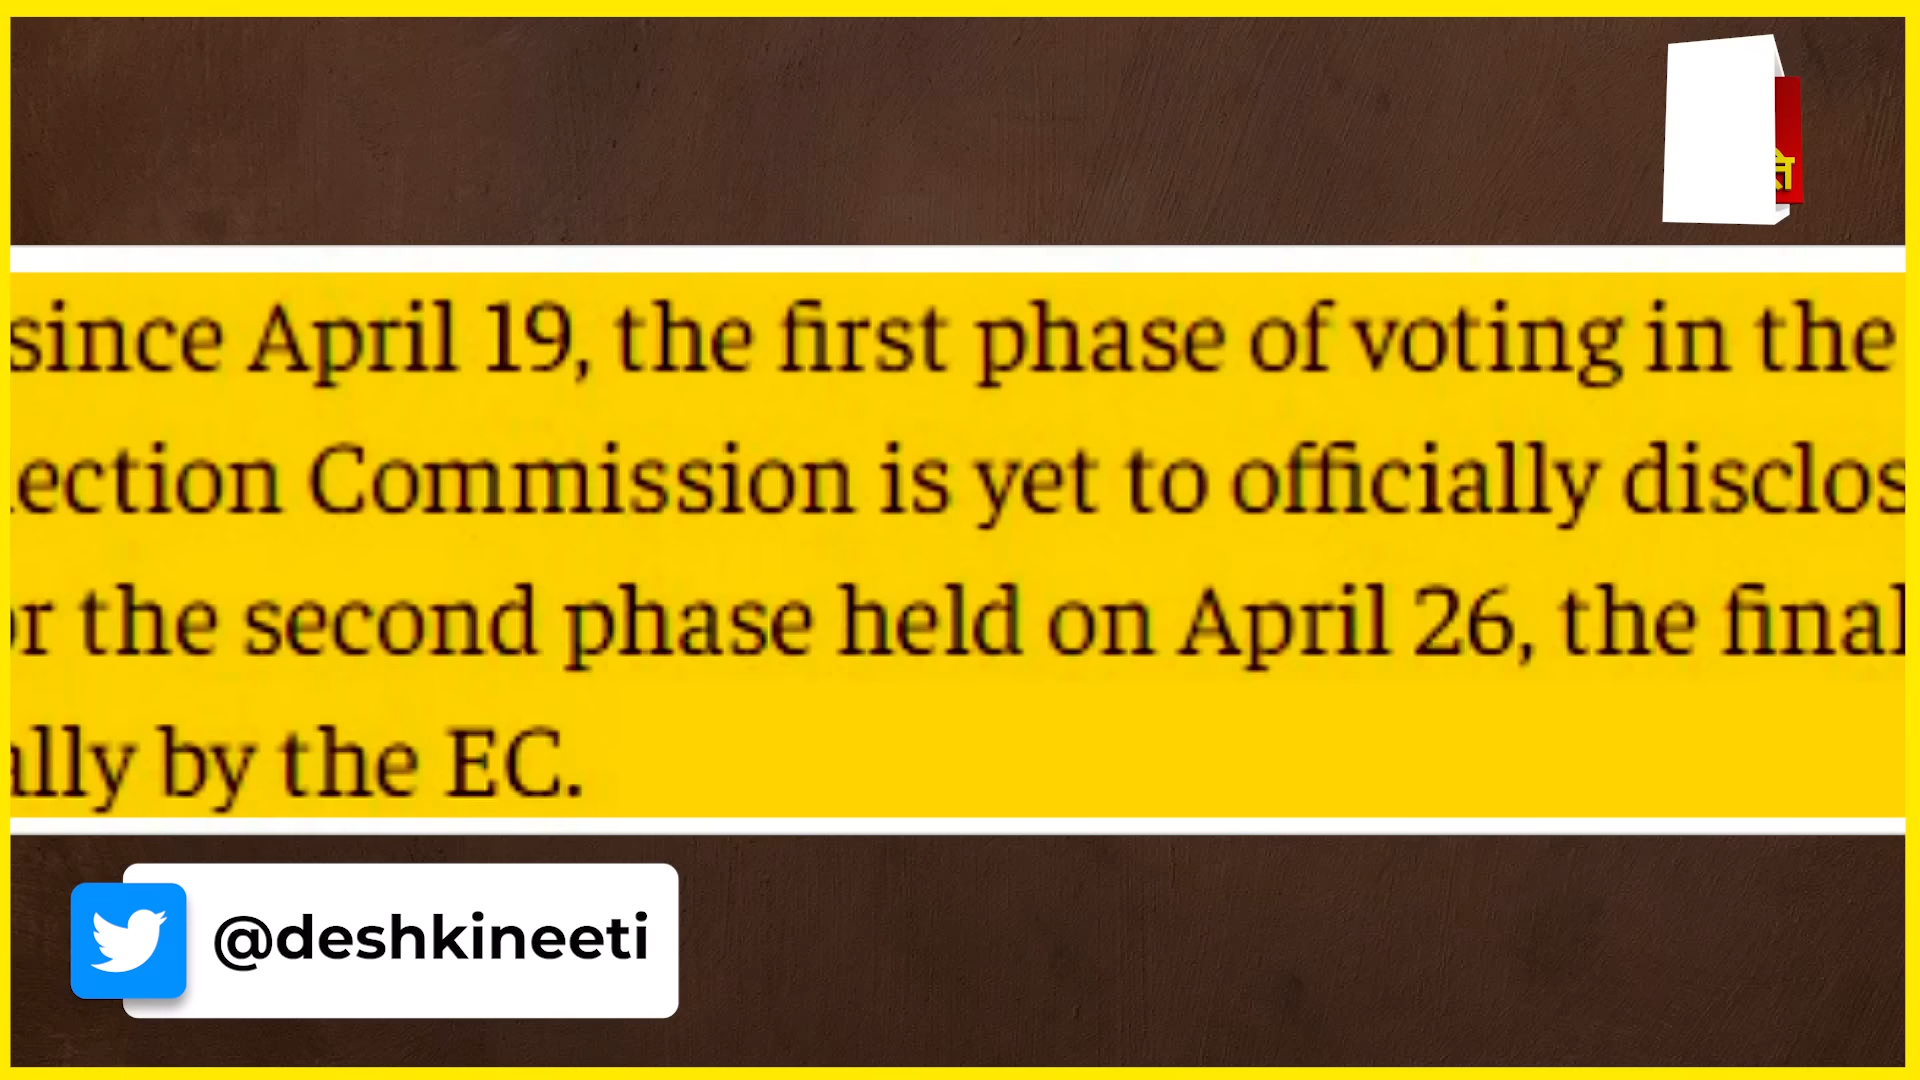 since April 19, the first phase of voting in the
ection Commission is yet to officially disclos
r the second phase held on April 26, the final
ally by the EC.
@deshkineeti